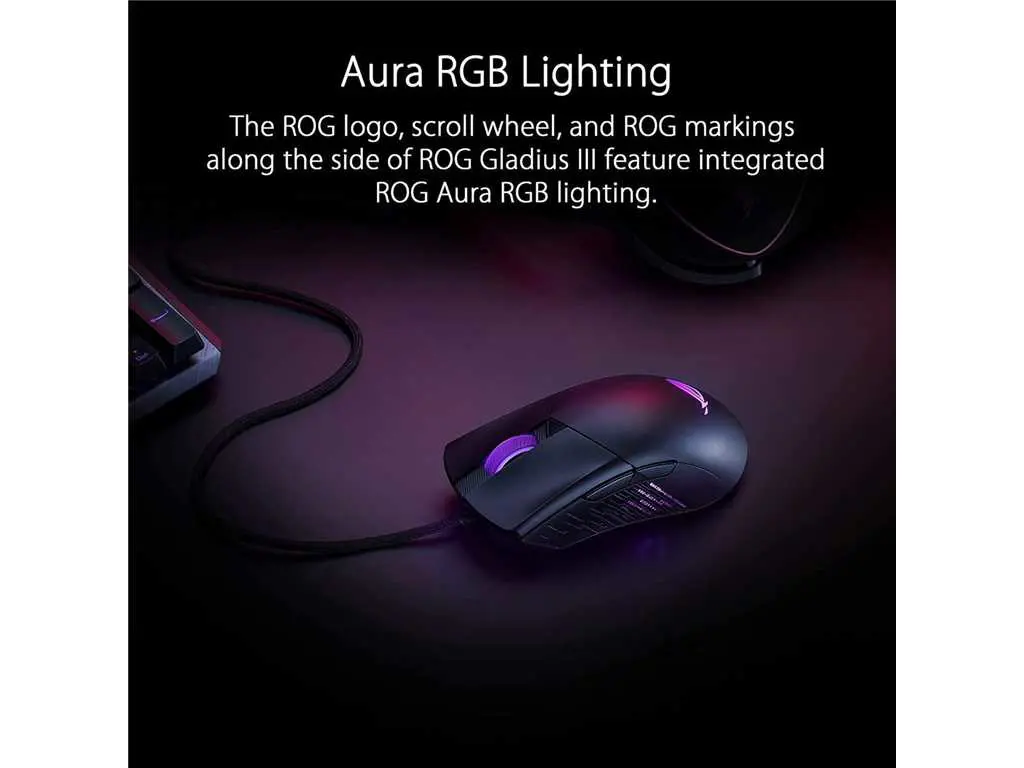 Aura RGB Lighting
The ROG logo, scroll wheel, and ROG markings
along the side of ROG Gladius III feature integrated
ROG Aura RGB lighting.